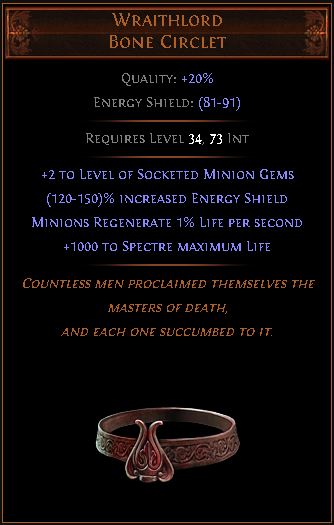 Wraithlord
Bone Circlet
Quality: +20%
Energy Shield: (81-91)
Requires Level 34, 73 Int
+2 to Level of Socketed Minion Gems
(120-150)% increased Energy Shield
Minions Regenerate 1% Life per second
+1000 to Spectre maximum Life
Countless men proclaimed themselves the
masters of death,
and each one succumbed to it.